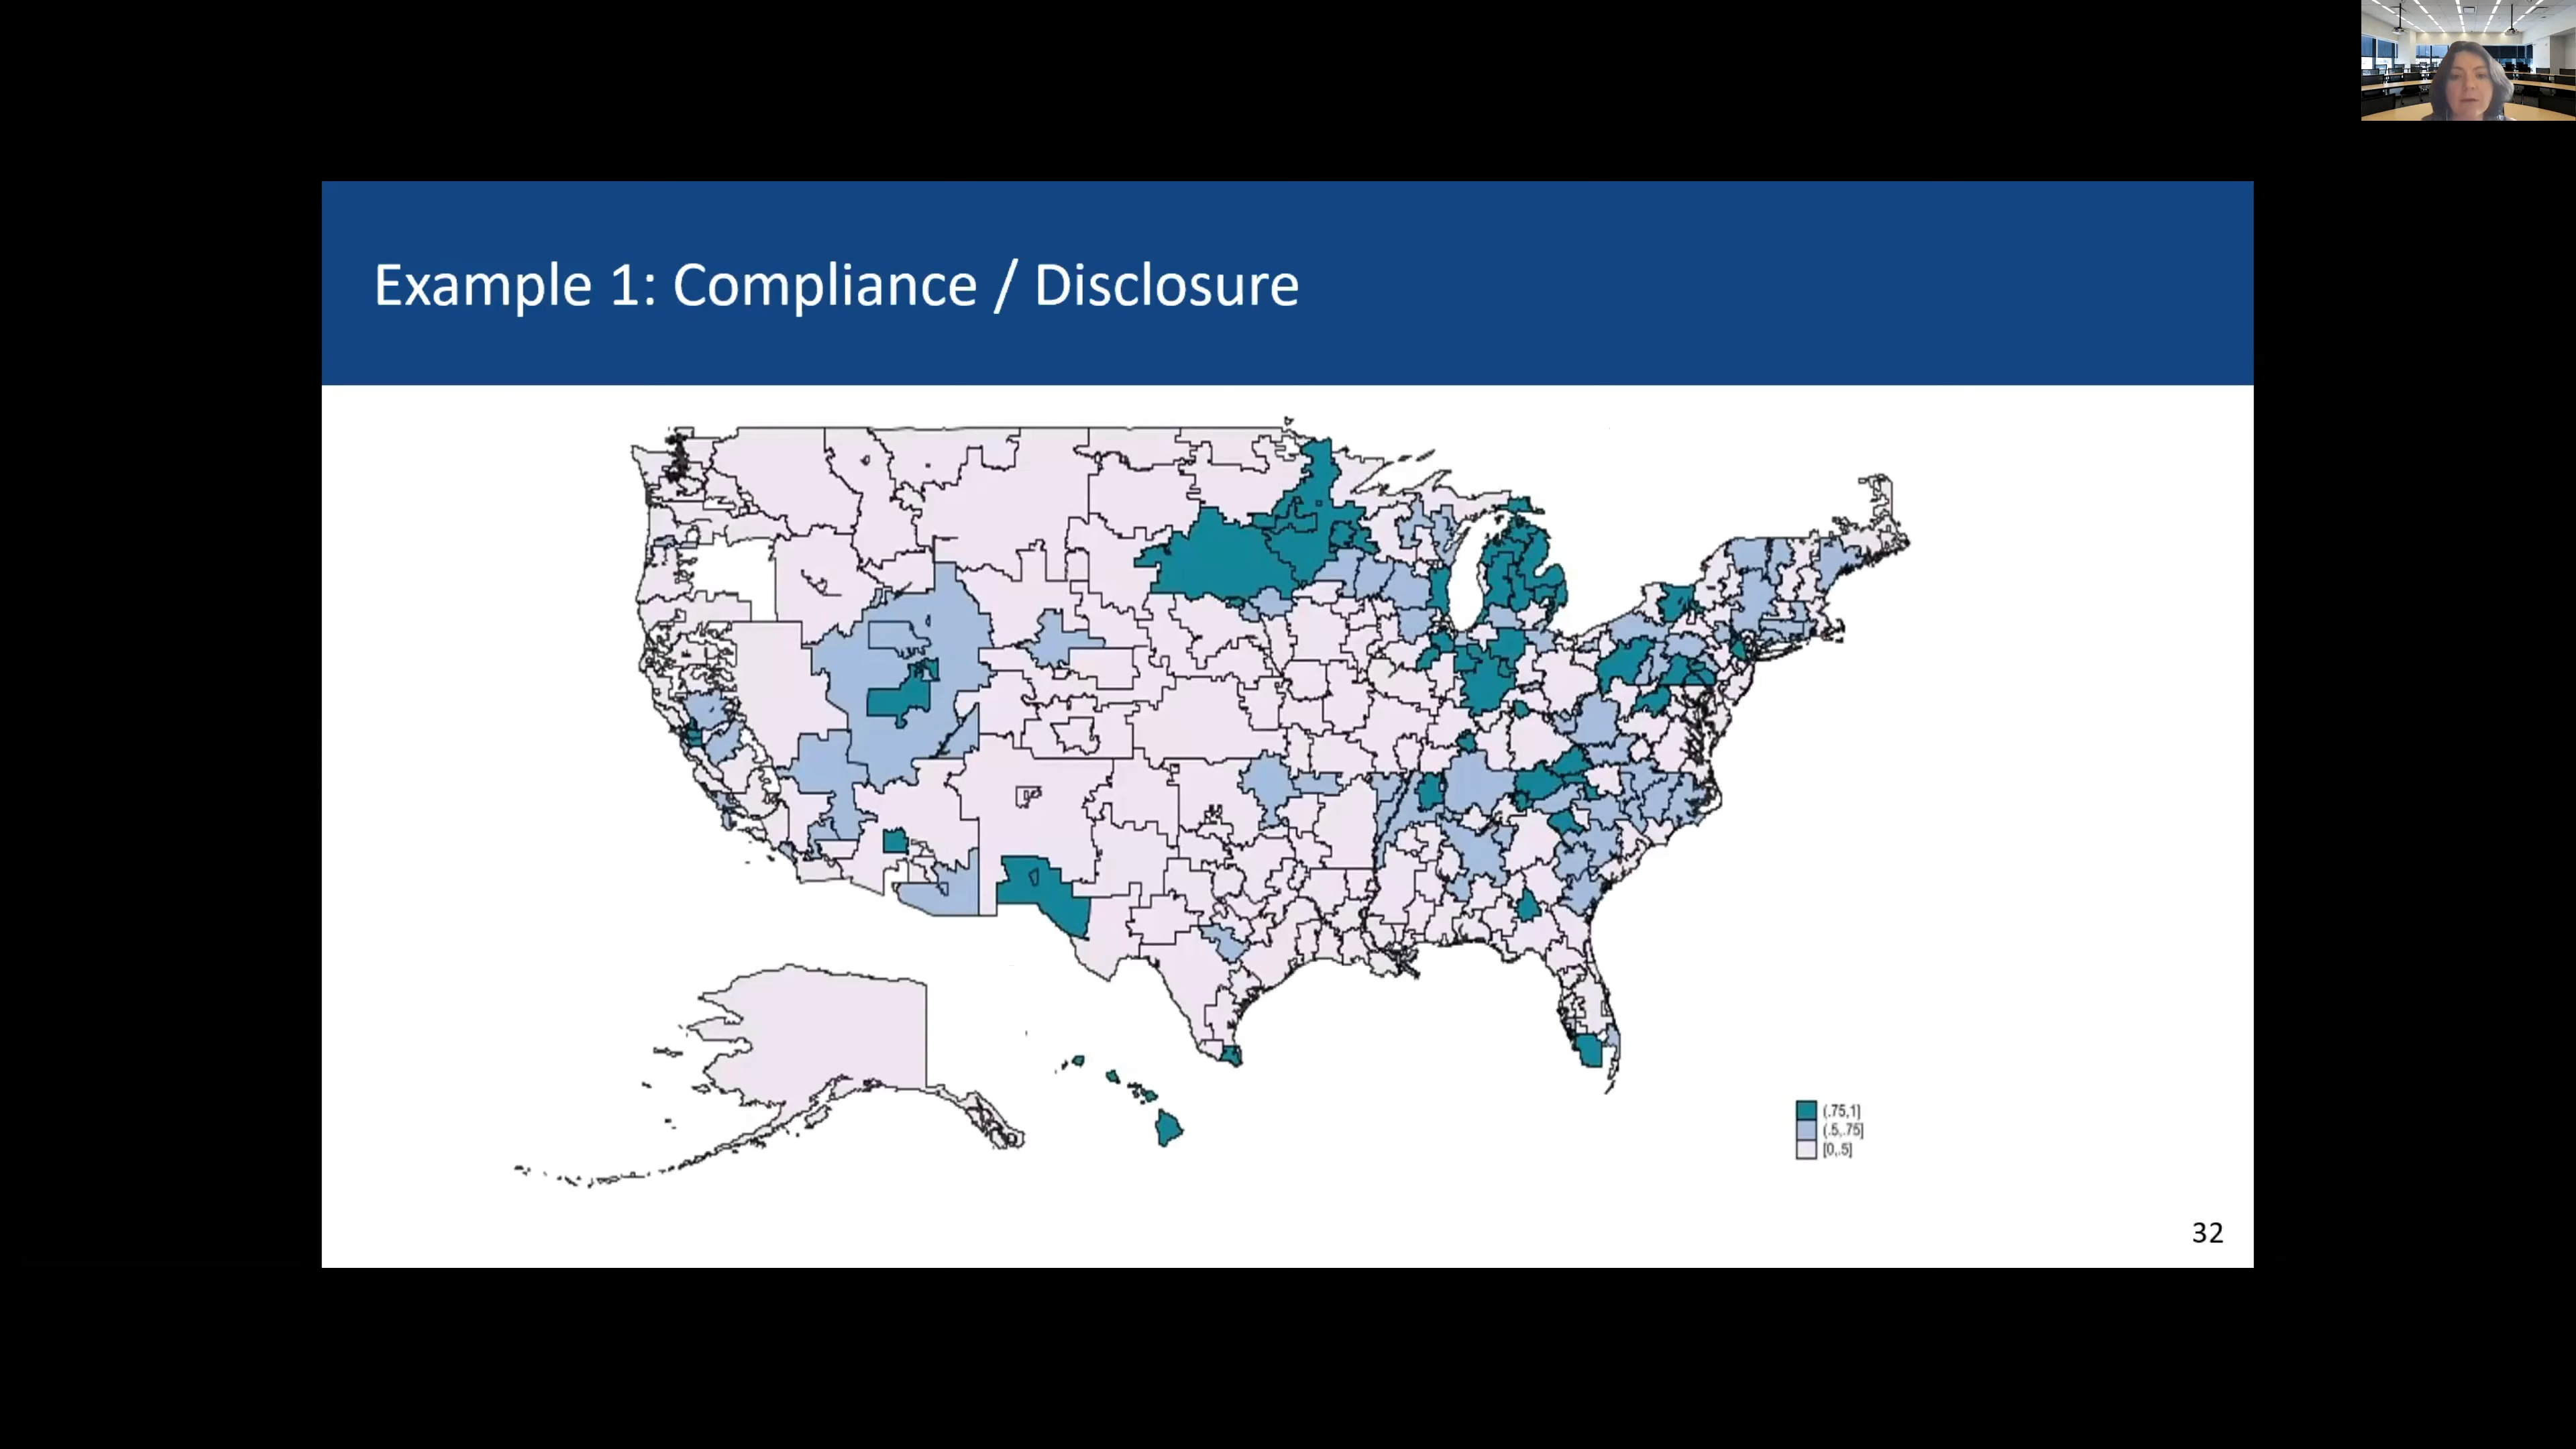 Example 1: Compliance / Disclosure
(.75,1]
(.5,.75]
[0,.5]
32